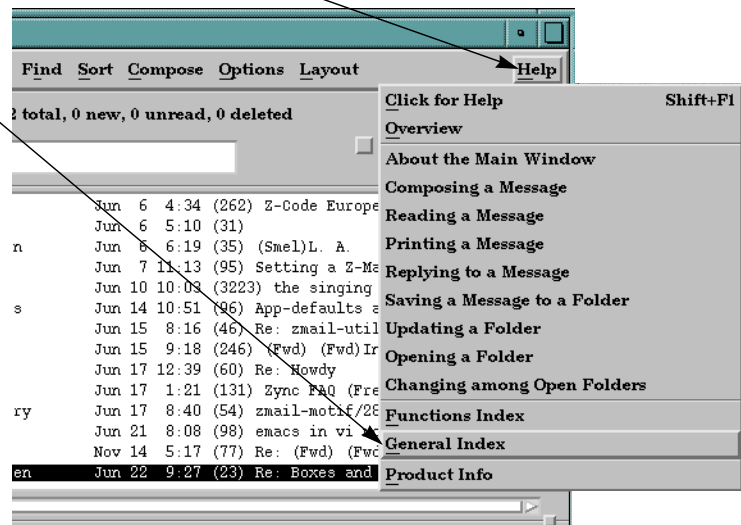 Find Sort Compose Options Layout Help
total, 0 new, 0 unread, 0 deleted
Jun 6 4:34 (262) Z-Code Europe
Jun 6 5:10 (31)
n Jun 6 6:19 (35) (Smel)L. A.
Jun 7 11:13 (95) Setting a Z-Ma
Jun 10 10:03 (3223) the singing
s Jun 14 10:51 (96) App-defaults a
Jun 15 8:16 (46) Re: zmail-util
Jun 15 9:18 (246) (Fwd) (Fwd)Ir
Jun 17 12:39 (60) Re: Howdy
Jun 17 1:21 (131) Zync FAQ (Fre
ry Jun 17 8:40 (54) zmail-motif/28
Jun 21 8:08 (98) emacs in vi
Nov 14 5:17 (77) Re: (Fwd) (Fwd
en Jun 22 9:27 (23) Re: Boxes and
Click for Help Shift+F1
Overview
About the Main Window
Composing a Message
Reading a Message
Printing a Message
Replying to a Message
Saving a Message to a Folder
Updating a Folder
Opening a Folder
Changing among Open Folders
Functions Index
General Index
Product Info